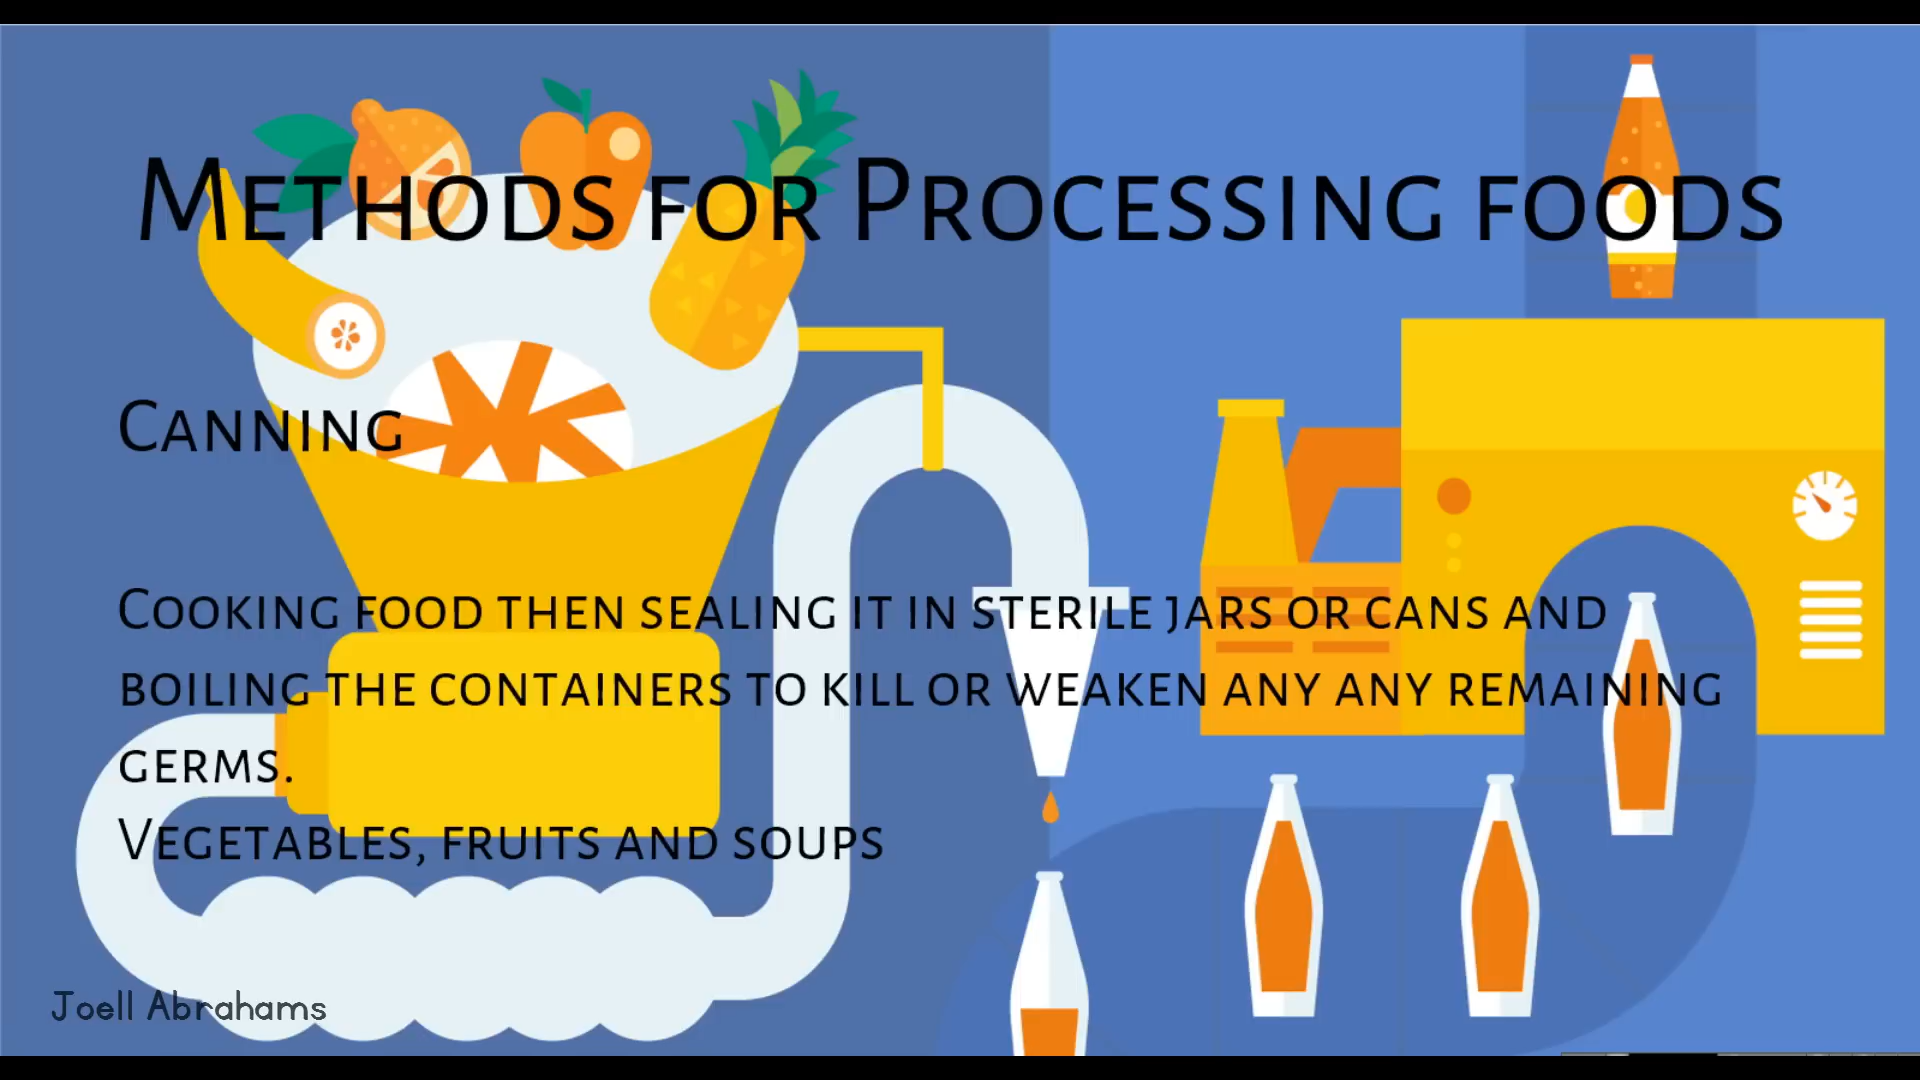 Methods for Processing foods
Canning
Cooking food then sealing it in sterile jars or cans and
boiling the containers to kill or weaken any any remaining
germs.
Vegetables, fruits and soups
Joell Abrahams